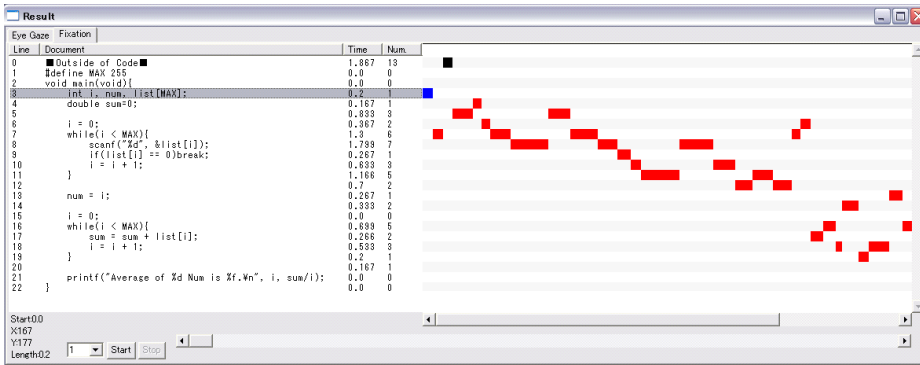 Result
Eye Gaze Fixation
Line Document Time Num.
0 ■Outside of Code■ 1.867 13
1 #define MAX 255 0.0 0
2 void main(void){ 0.0 0
3 int i, num, list[MAX]; 0.2 1
4 double sum=0; 0.167 1
5 0.833 3
6 i = 0; 0.367 2
7 while(i < MAX){ 1.3 6
8 scanf("%d", &list[i]); 1.799 7
9 if(list[i] == 0)break; 0.267 1
10 i = i + 1; 0.633 3
11 } 1.166 5
12 0.7 2
13 num = i; 0.267 1
14 0.333 2
15 i = 0; 0.0 0
16 while(i < MAX){ 0.699 5
17 sum = sum + list[i]; 0.266 2
18 i = i + 1; 0.533 3
19 } 0.2 1
20 0.167 1
21 printf("Average of %d Num is %f.¥n", i, sum/i); 0.0 0
22 } 0.0 0
Start:0.0
X:167
Y:177
Length:0.2 1 Start Stop